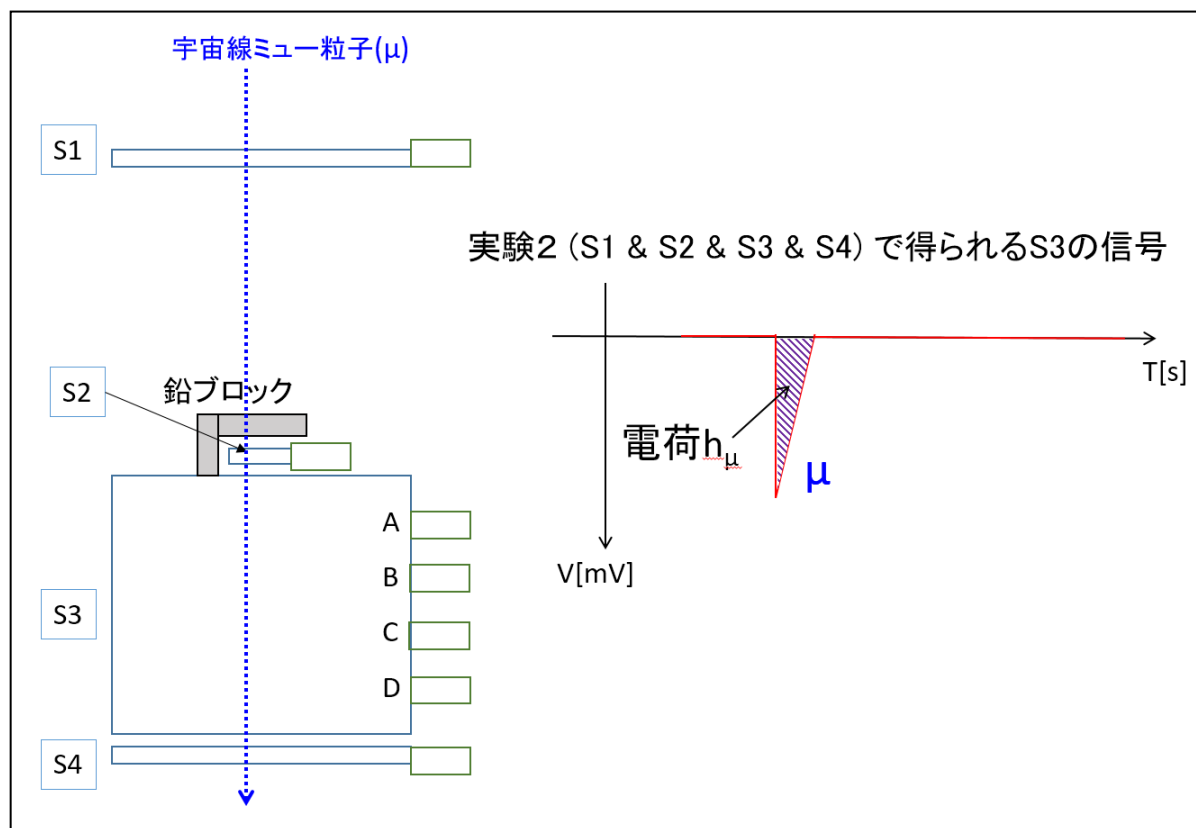 宇宙線ミュー粒子(μ)
S1
実験2 (S1 & S2 & S3 & S4) で得られるS3の信号
S2
鉛ブロック
T[s]
電荷hμ
μ
A
V[mV]
B
S3
C
D
S4